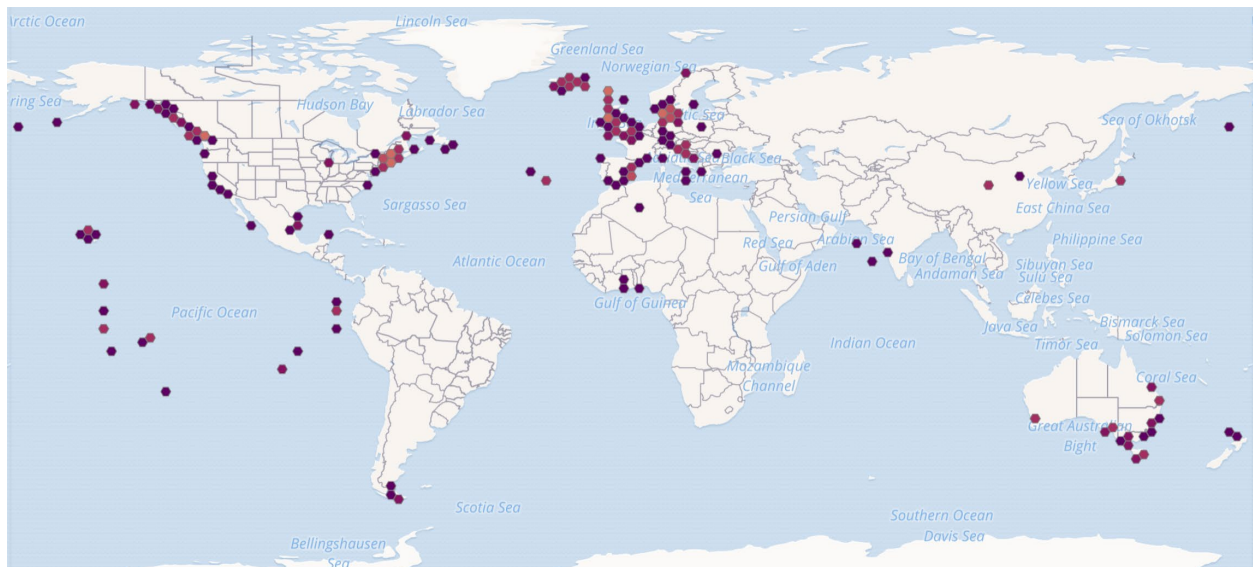 Arctic Ocean
Lincoln Sea
Greenland Sea
Norwegian Sea
ring Sea
Hudson Bay
Labrador Sea
Sea of Okhotsk
Black Sea
Mediterranean
Sea
Yellow Sea
East China Sea
Sargasso Sea
Persian Gulf
Philippine Sea
Red Sea
Arabian Sea
Atlantic Ocean
Gulf of Aden
Bay of Bengal
Andaman Sea
Sibuyan Sea
Sulu Sea
Gulf of Guinea
Celebes Sea
Pacific Ocean
Java Sea
Bismarck Sea
Solomon Sea
Indian Ocean
Timor Sea
Mozambique
Channel
Coral Sea
Great Australian
Bight
Scotia Sea
Southern Ocean
Davis Sea
Bellingshausen
Sea